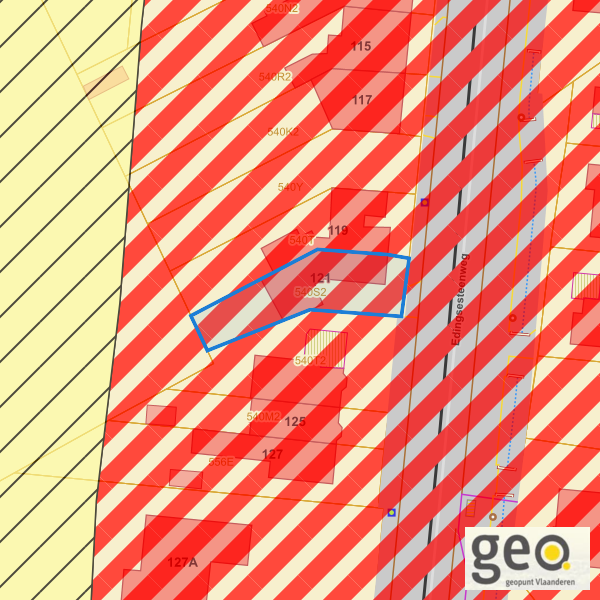 540N2
115
540R2
117
540K2
540Y
119
540T
121
540S2
Edingsesteenweg
540T2
540M2
125
127
556E
127A
geo
geopunt Vlaanderen